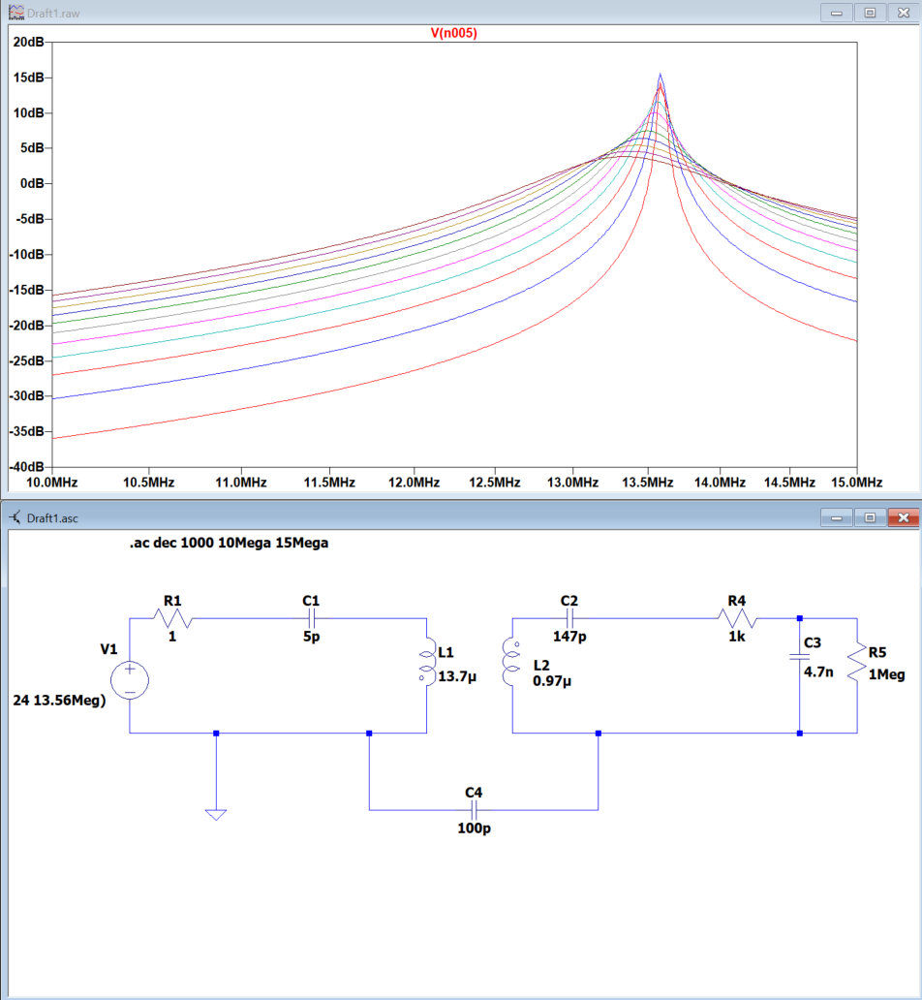 Draft1.raw
V(n005)
20dB
15dB
10dB
5dB
0dB
-5dB
-10dB
-15dB
-20dB
-25dB
-30dB
-35dB
-40dB
10.0MHz 10.5MHz 11.0MHz 11.5MHz 12.0MHz 12.5MHz 13.0MHz 13.5MHz 14.0MHz 14.5MHz 15.0MHz
Draft1.asc
.ac dec 1000 10Mega 15Mega
R1 C1 C2 R4
1 5p 147p 1k
V1 L1 L2 C3 R5
13.7µ 0.97µ 4.7n 1Meg
24 13.56Meg)
C4
100p